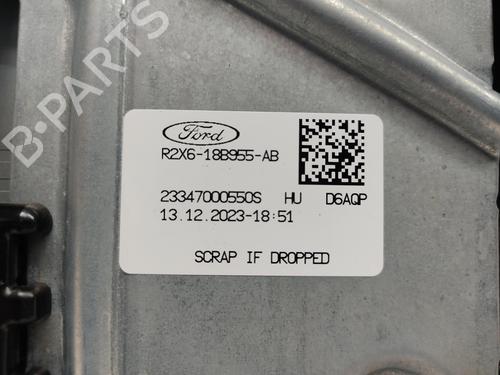 Ford
R2X6-18B955-AB
23347000550S HU D6AQP
13.12.2023-18:51
SCRAP IF DROPPED
B-PARTS